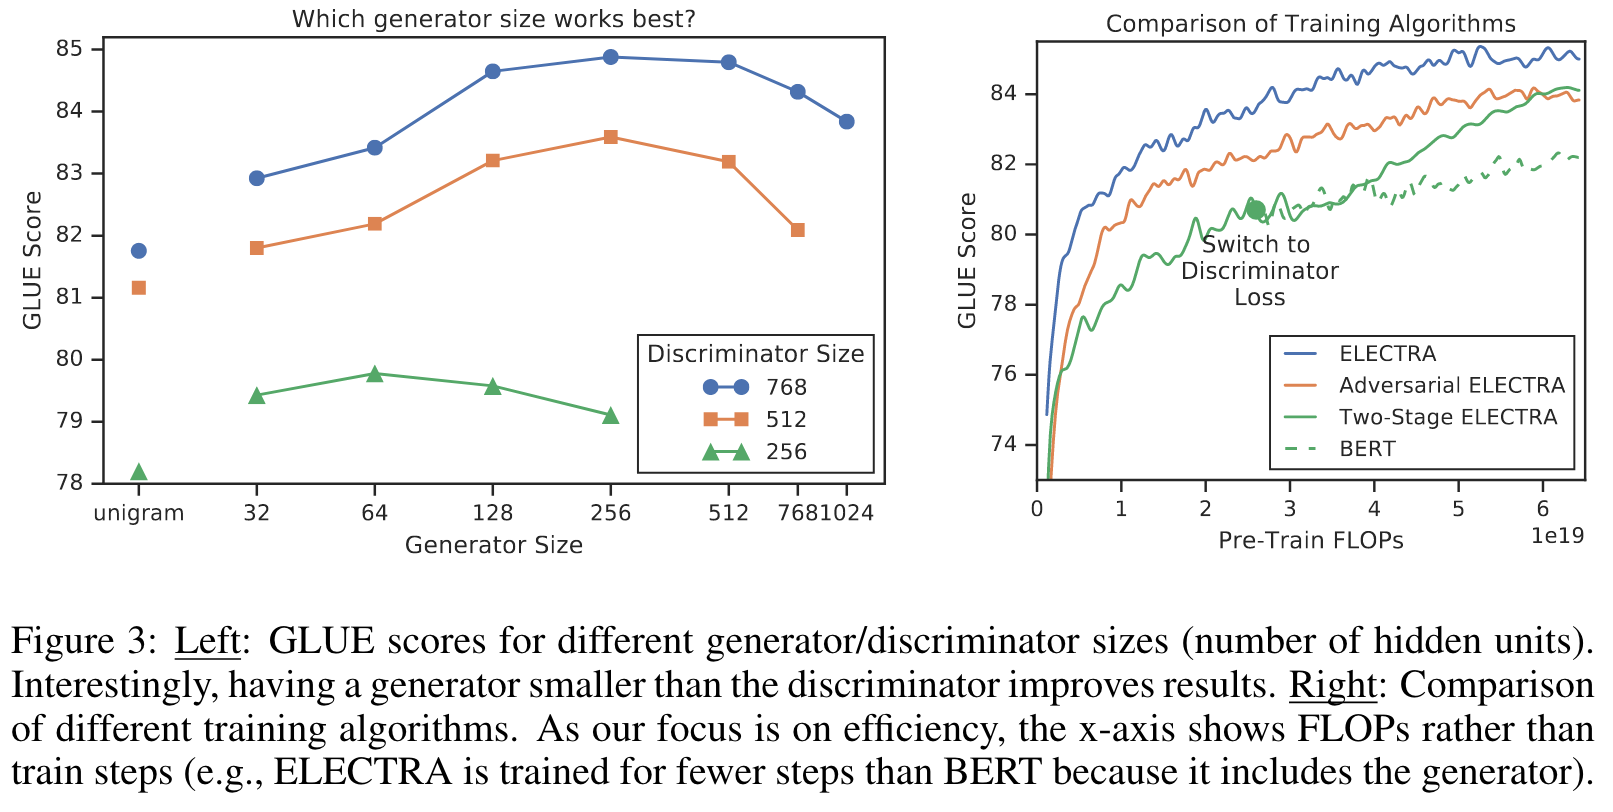 Which generator size works best?
GLUE Score
85
84
83
82
81
80
79
78
unigram 32 64 128 256 512 768 1024
Generator Size
Discriminator Size
768
512
256
Comparison of Training Algorithms
GLUE Score
84
82
80
78
76
74
Switch to
Discriminator
Loss
ELECTRA
Adversarial ELECTRA
Two-Stage ELECTRA
BERT
0 1 2 3 4 5 6
1e19
Pre-Train FLOPs
Figure 3: Left: GLUE scores for different generator/discriminator sizes (number of hidden units).
Interestingly, having a generator smaller than the discriminator improves results. Right: Comparison
of different training algorithms. As our focus is on efficiency, the x-axis shows FLOPs rather than
train steps (e.g., ELECTRA is trained for fewer steps than BERT because it includes the generator).